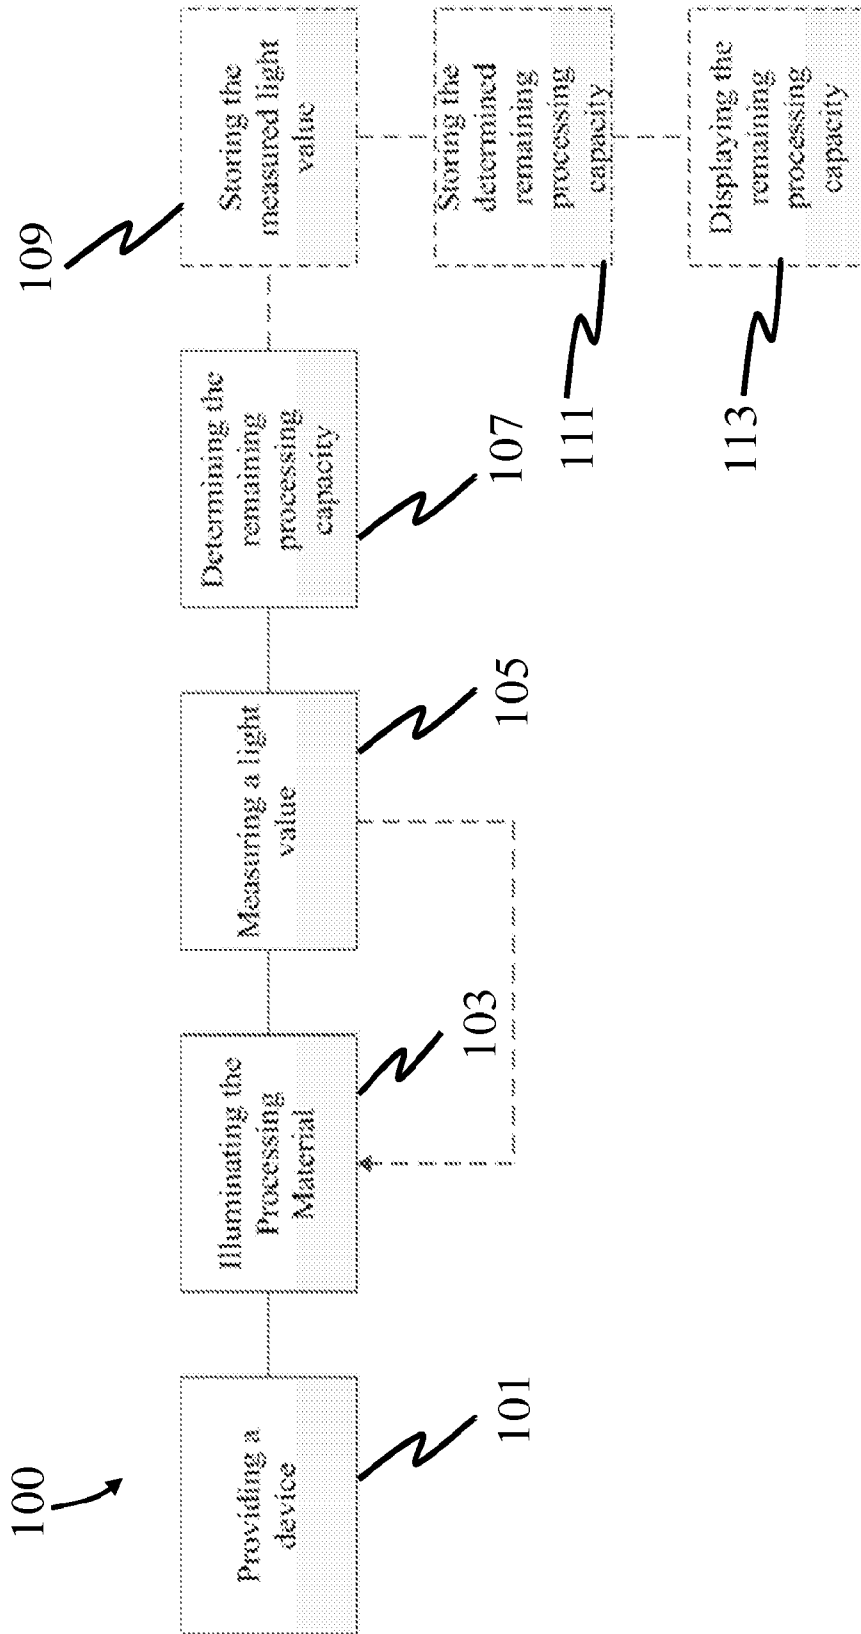 100
Providing a
device
101
Illuminating the
Processing
Material
103
Measuring a light
value
105
Determining the
remaining
processing
capacity
107
109
Storing the
measured light
value
Storing the
determined
remaining
processing
capacity
111
Displaying the
remaining
processing
capacity
113